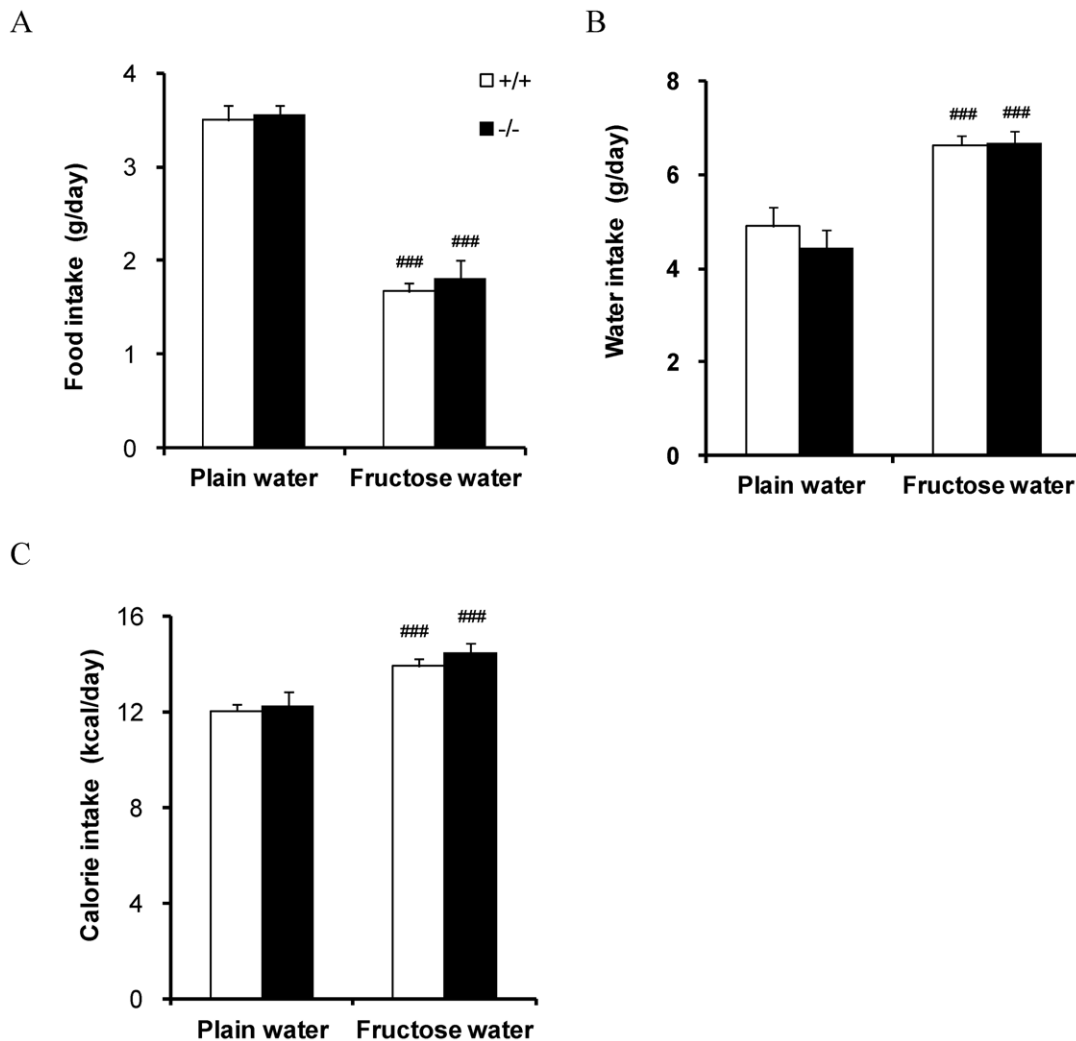 A
4
3
2
1
0
Food intake (g/day)
+/+
-/-
###
###
Plain water
Fructose water
B
8
6
4
2
0
Water intake (g/day)
###
###
Plain water
Fructose water
C
16
12
8
4
0
Calorie intake (kcal/day)
###
###
Plain water
Fructose water